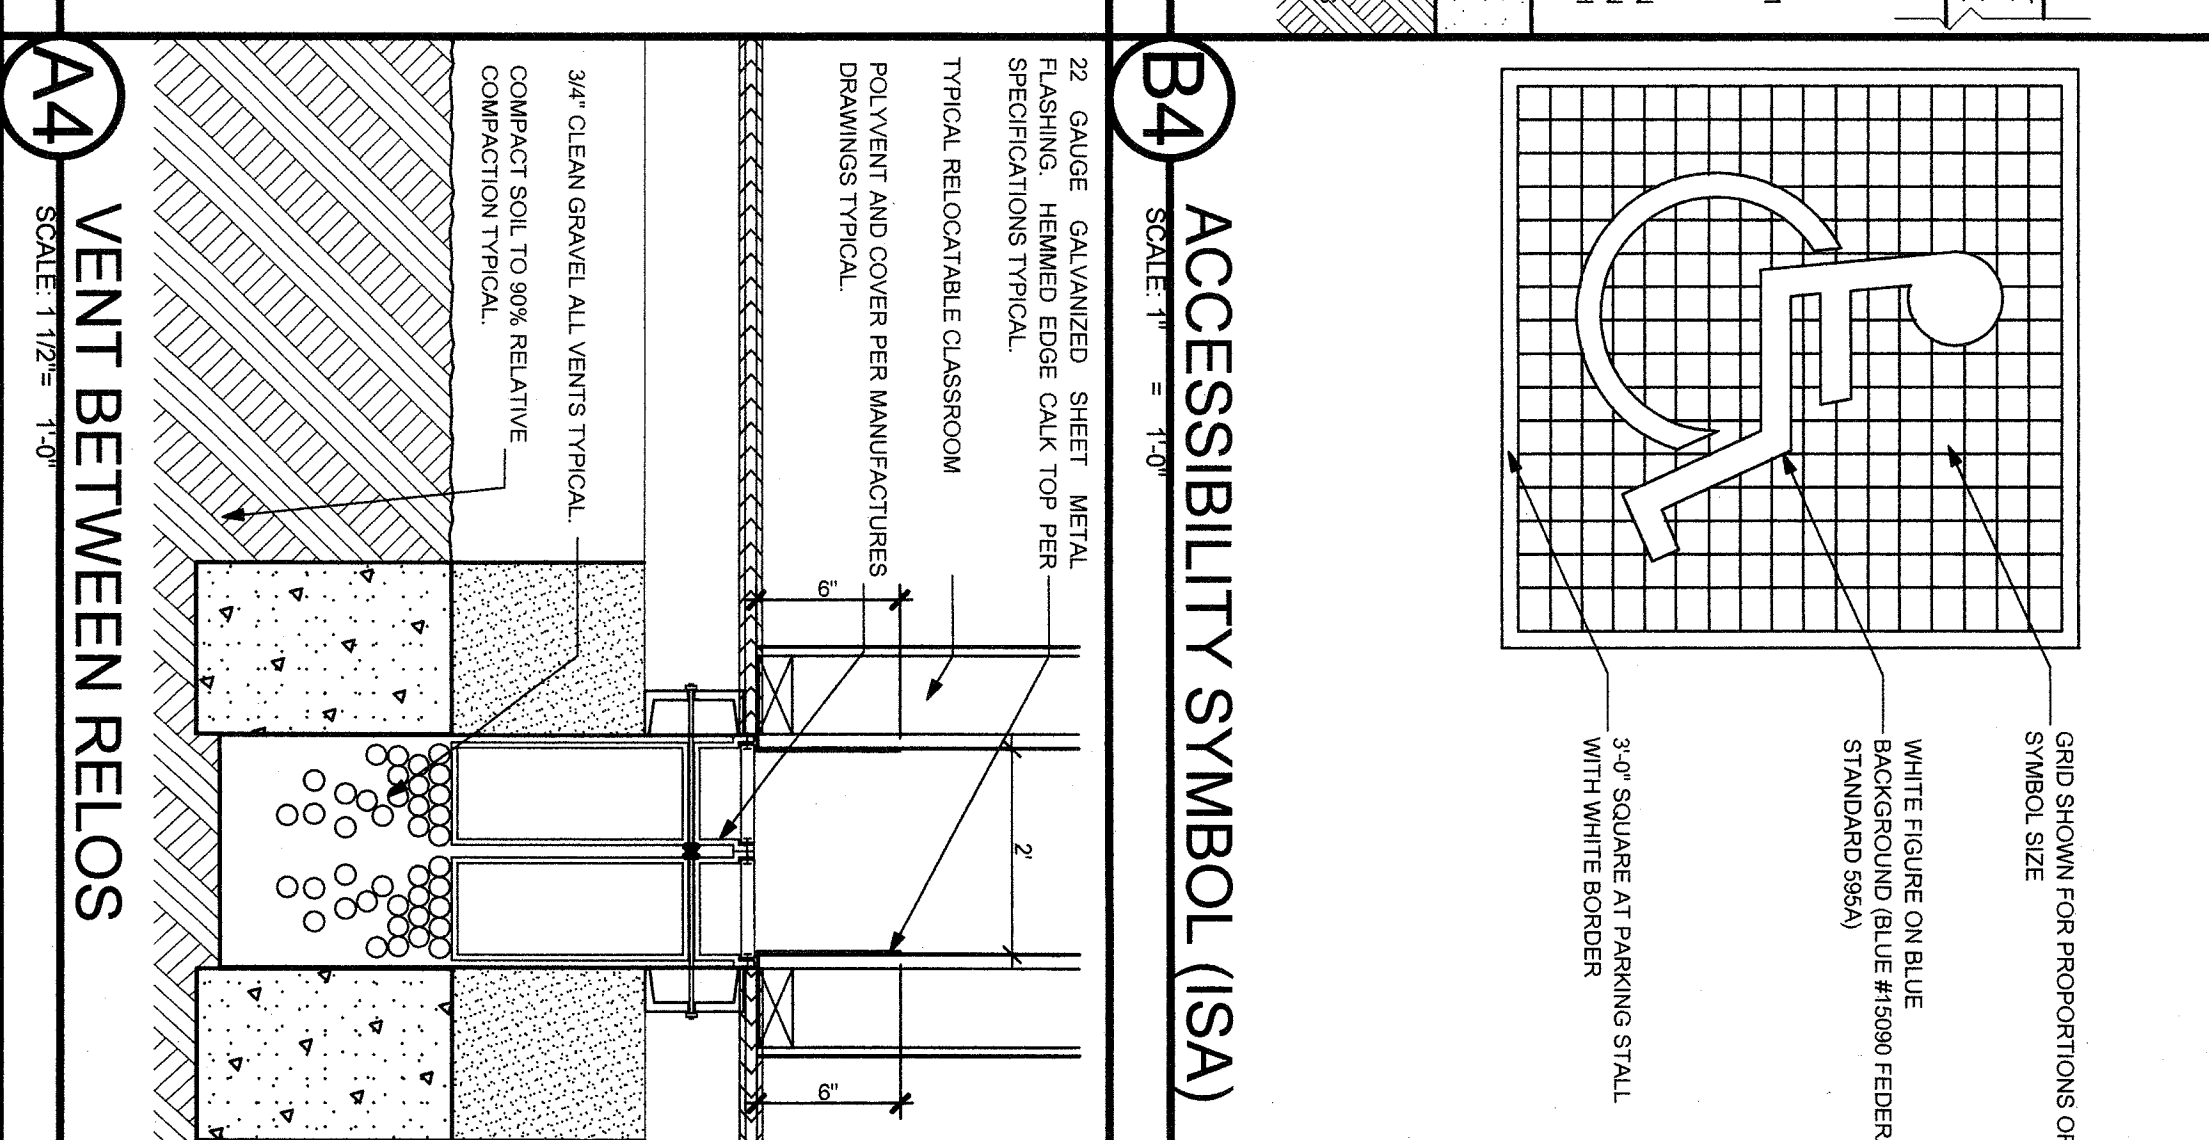 GRID SHOWN FOR PROPORTIONS OF
SYMBOL SIZE
WHITE FIGURE ON BLUE
BACKGROUND (BLUE #15090 FEDER
STANDARD 595A)
3'-0" SQUARE AT PARKING STALL
WITH WHITE BORDER
B4
ACCESSIBILITY SYMBOL (ISA)
SCALE: 1" = 1'-0"
22 GAUGE GALVANIZED SHEET METAL
FLASHING. HEMMED EDGE CALK TOP PER
SPECIFICATIONS TYPICAL.
TYPICAL RELOCATABLE CLASSROOM
POLYVENT AND COVER PER MANUFACTURES
DRAWINGS TYPICAL.
6"
2'
6"
3/4" CLEAN GRAVEL ALL VENTS TYPICAL.
COMPACT SOIL TO 90% RELATIVE
COMPACTION TYPICAL.
A4
VENT BETWEEN RELOS
SCALE: 1 1/2"= 1'-0"